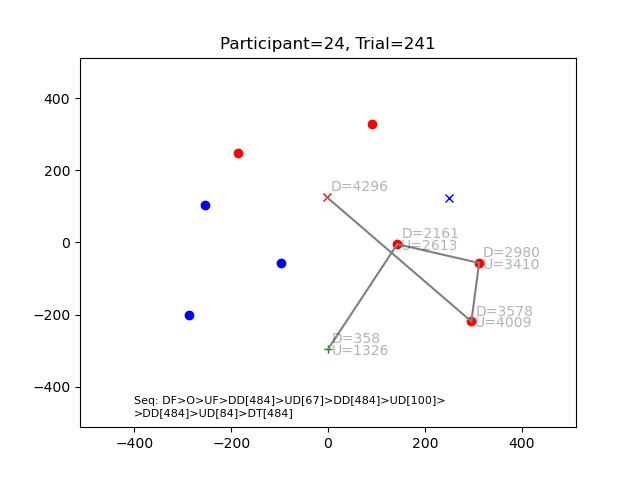 Participant=24, Trial=241
400
200
0
−200
−400
D=4296
D=2161
U=2613
D=2980
U=3410
D=3578
U=4009
D=358
U=1326
Seq: DF>O>UF>DD[484]>UD[67]>DD[484]>UD[100]>
>DD[484]>UD[84]>DT[484]
−400 −200 0 200 400